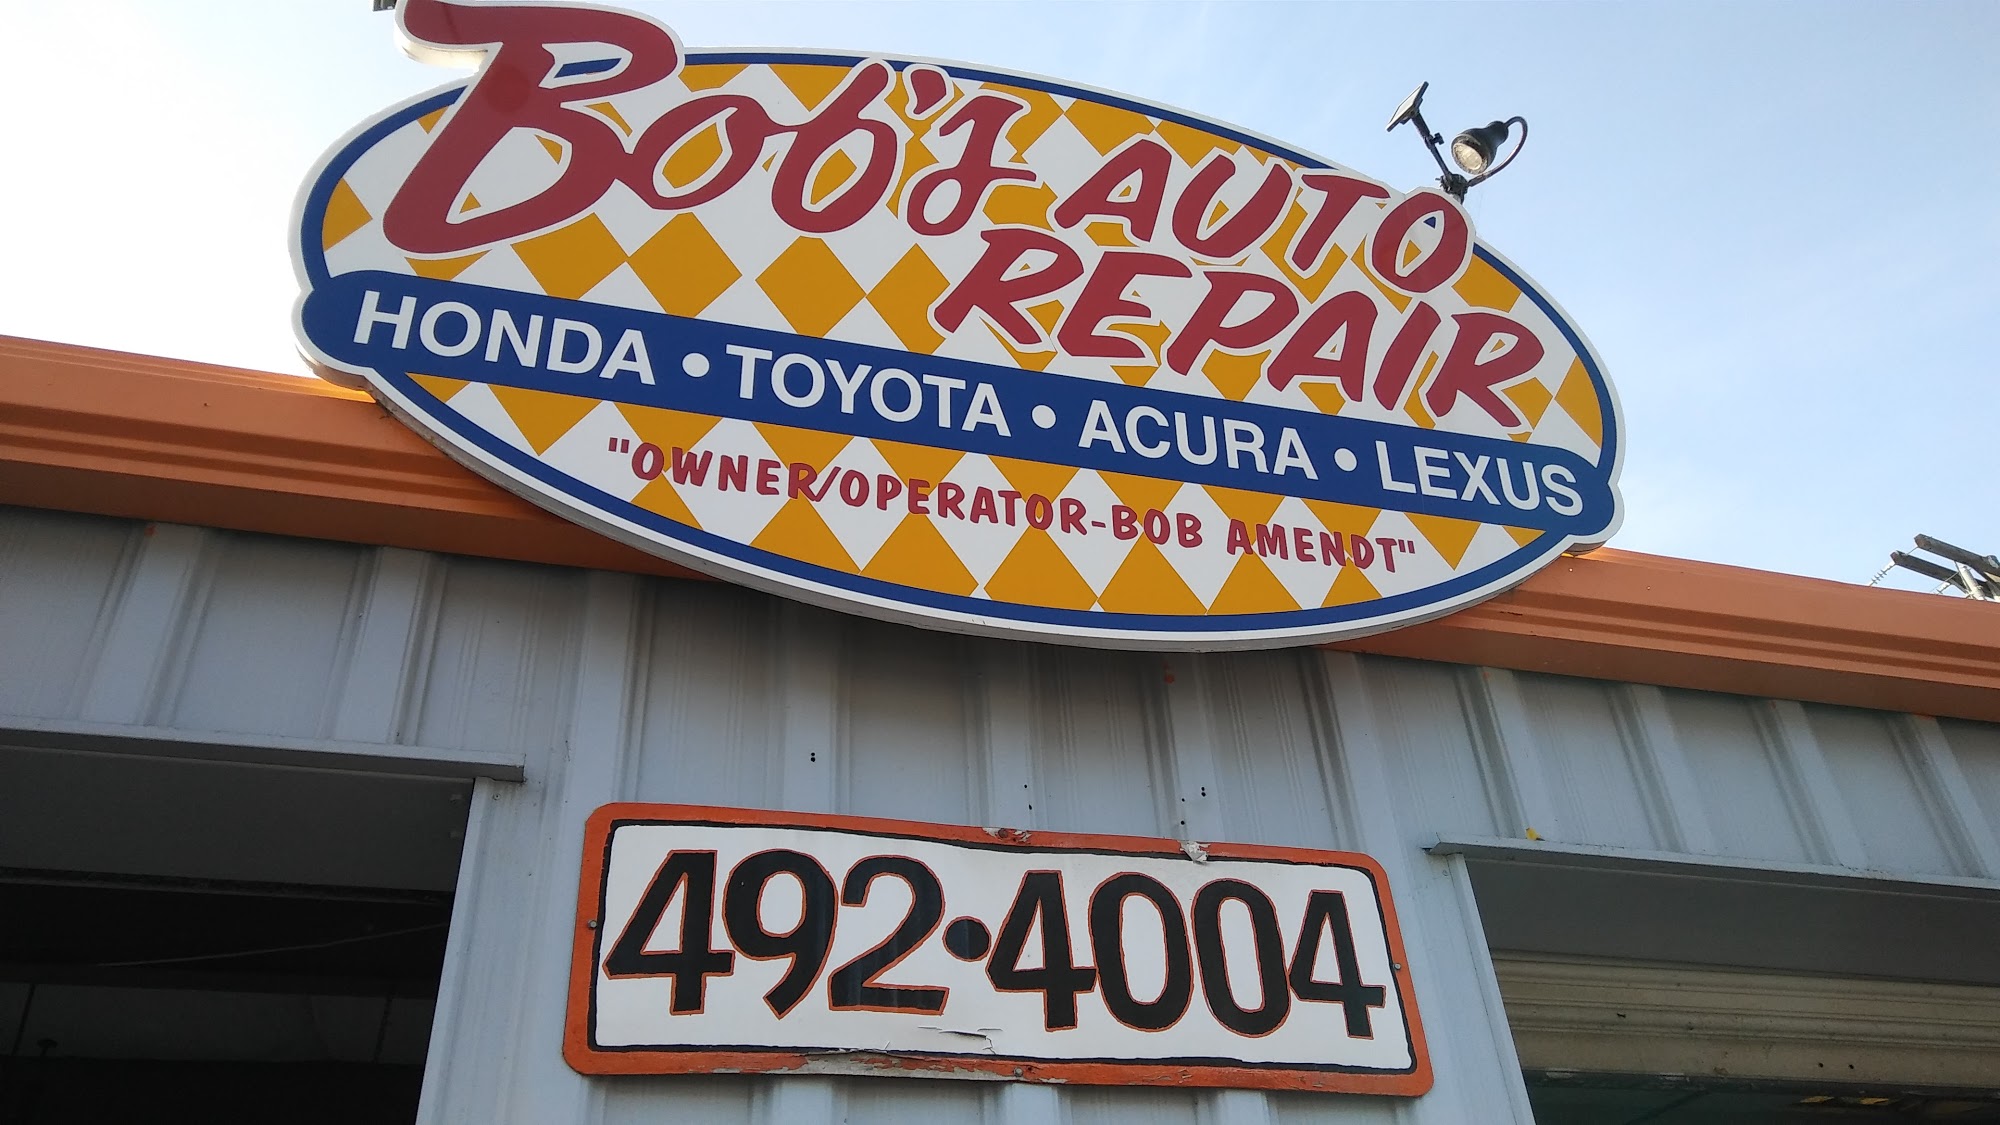 Bob's AUTO
REPAIR
HONDA • TOYOTA • ACURA • LEXUS
"OWNER/OPERATOR-BOB AMENDT"
492•4004